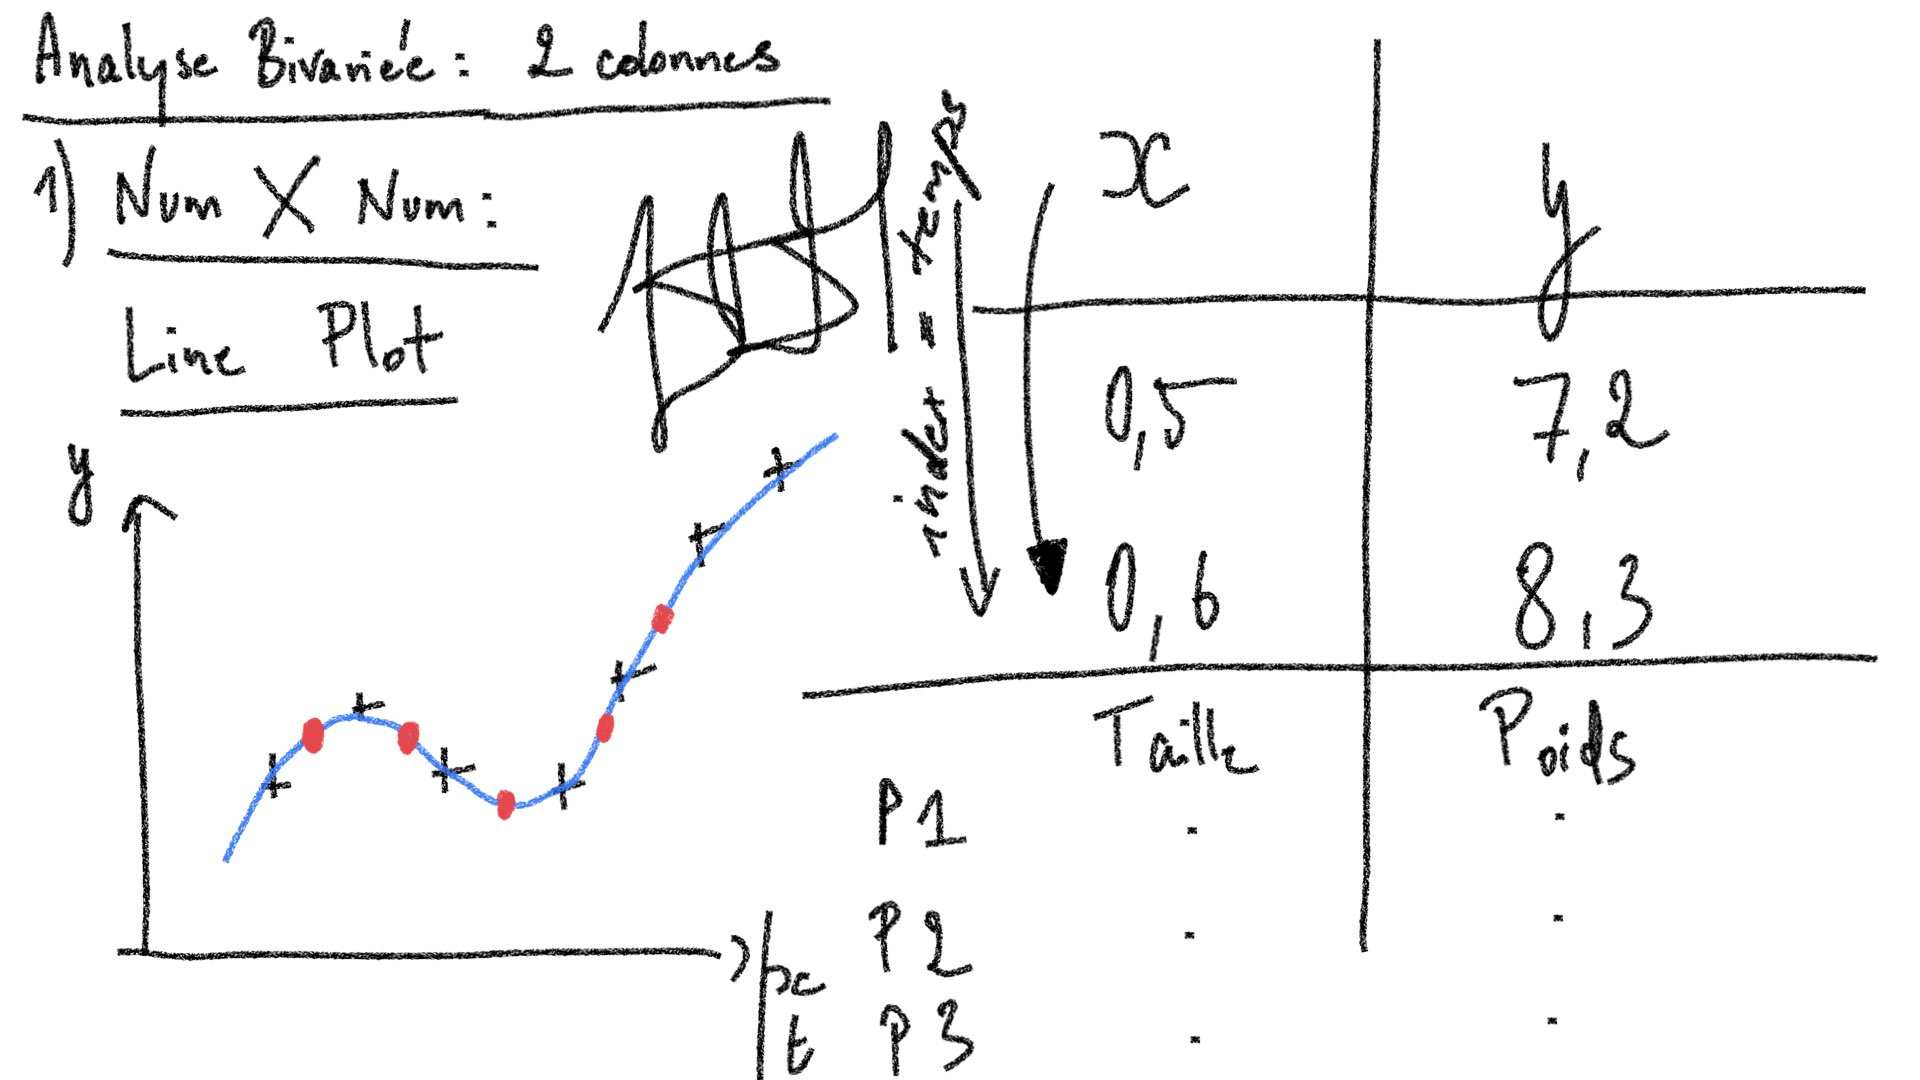 Analyse Bivariée : 2 colonnes
1) Num X Num :
Line Plot
y
x
t
index = temps
x y
0,5 7,2
0,6 8,3
Taille Poids
P1 . .
P2 . .
P3 . .